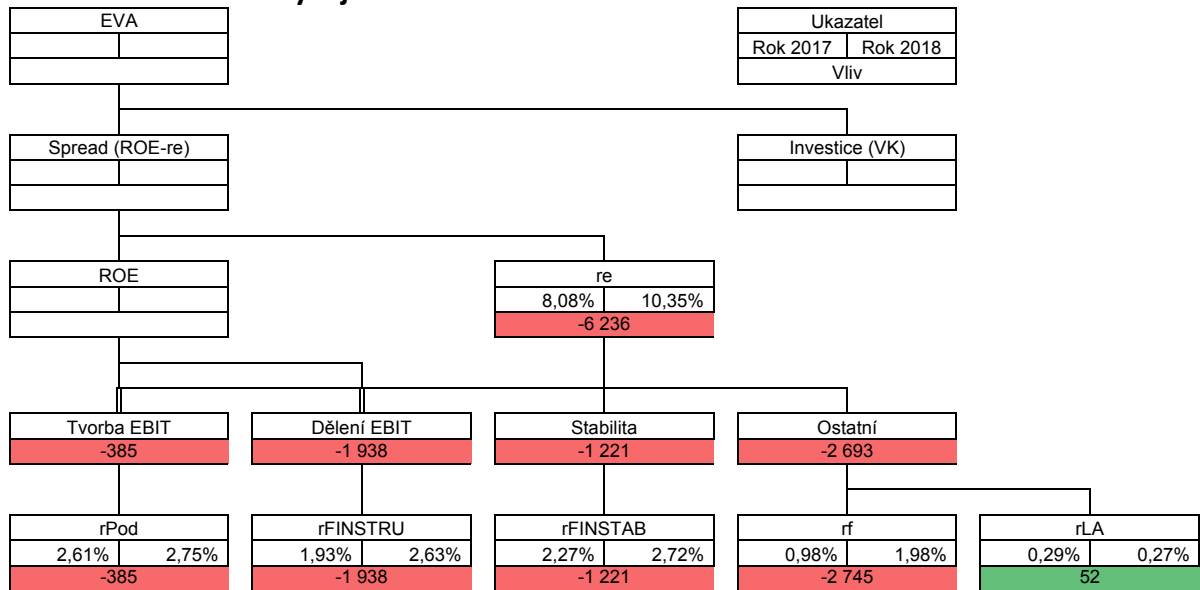 EVA
Ukazatel
Rok 2017 Rok 2018
Vliv
Spread (ROE-re)
Investice (VK)
ROE
re
8,08% 10,35%
-6 236
Tvorba EBIT
-385
Dělení EBIT
-1 938
Stabilita
-1 221
Ostatní
-2 693
rPod
2,61% 2,75%
-385
rFINSTRU
1,93% 2,63%
-1 938
rFINSTAB
2,27% 2,72%
-1 221
rf
0,98% 1,98%
-2 745
rLA
0,29% 0,27%
52